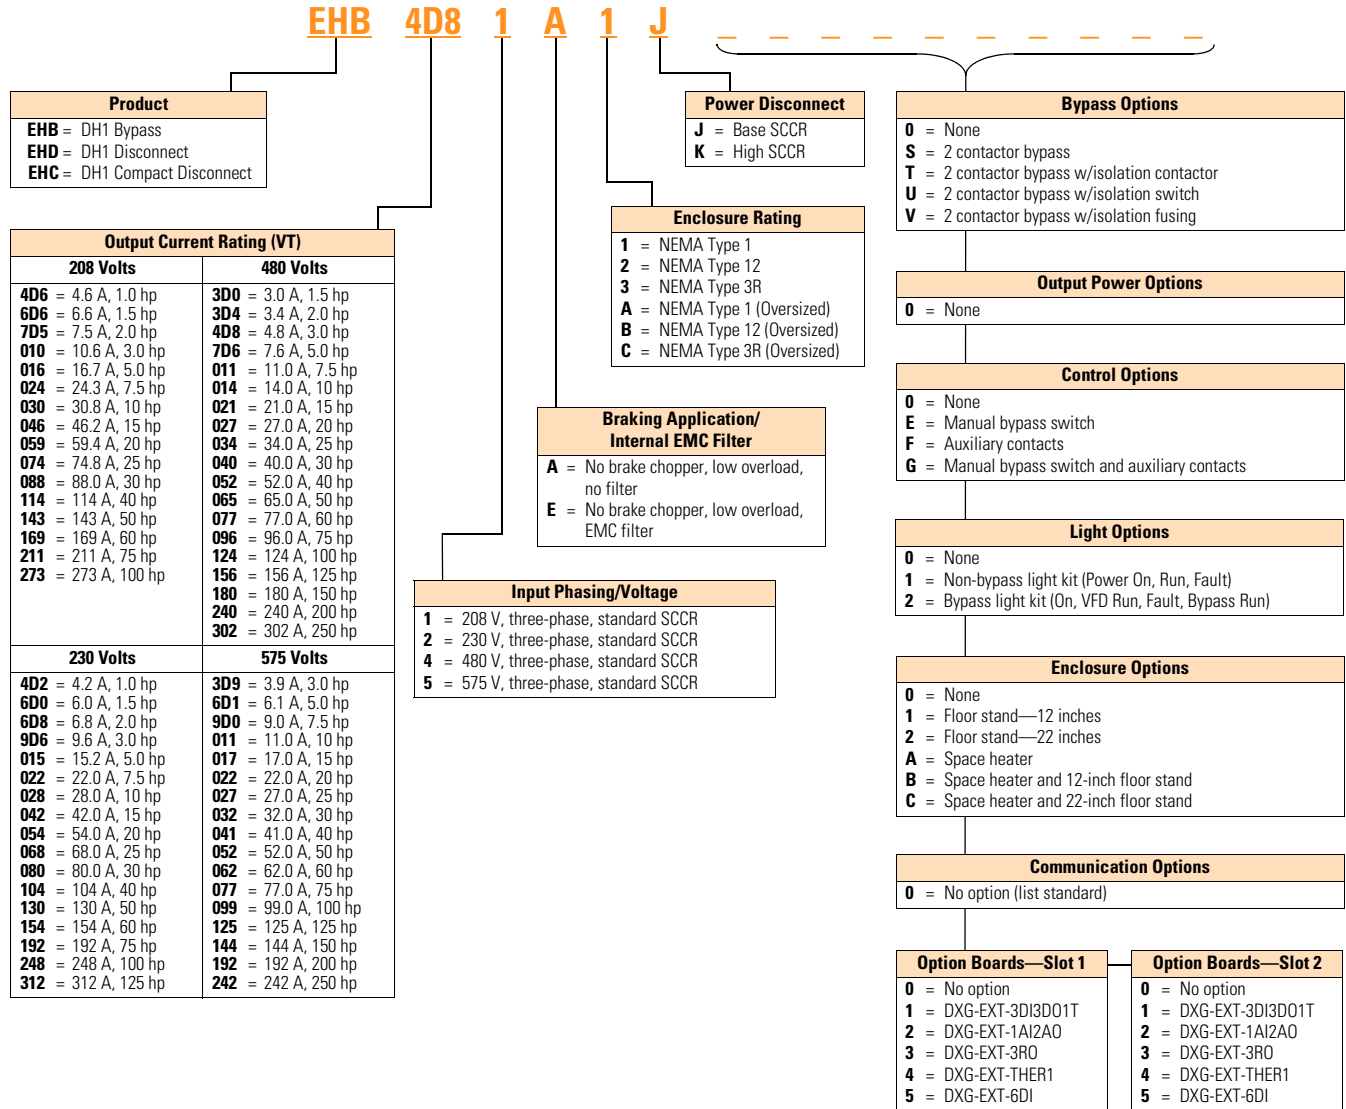 EHB 4D8 1 A 1 J _ _ _ _ _ _ _ _ _ _
Product
EHB = DH1 Bypass
EHD = DH1 Disconnect
EHC = DH1 Compact Disconnect
Output Current Rating (VT)
208 Volts
4D6 = 4.6 A, 1.0 hp
6D6 = 6.6 A, 1.5 hp
7D5 = 7.5 A, 2.0 hp
010 = 10.6 A, 3.0 hp
016 = 16.7 A, 5.0 hp
024 = 24.3 A, 7.5 hp
030 = 30.8 A, 10 hp
046 = 46.2 A, 15 hp
059 = 59.4 A, 20 hp
074 = 74.8 A, 25 hp
088 = 88.0 A, 30 hp
114 = 114 A, 40 hp
143 = 143 A, 50 hp
169 = 169 A, 60 hp
211 = 211 A, 75 hp
273 = 273 A, 100 hp
480 Volts
3D0 = 3.0 A, 1.5 hp
3D4 = 3.4 A, 2.0 hp
4D8 = 4.8 A, 3.0 hp
7D6 = 7.6 A, 5.0 hp
011 = 11.0 A, 7.5 hp
014 = 14.0 A, 10 hp
021 = 21.0 A, 15 hp
027 = 27.0 A, 20 hp
034 = 34.0 A, 25 hp
040 = 40.0 A, 30 hp
052 = 52.0 A, 40 hp
065 = 65.0 A, 50 hp
077 = 77.0 A, 60 hp
096 = 96.0 A, 75 hp
124 = 124 A, 100 hp
156 = 156 A, 125 hp
180 = 180 A, 150 hp
240 = 240 A, 200 hp
302 = 302 A, 250 hp
230 Volts
4D2 = 4.2 A, 1.0 hp
6D0 = 6.0 A, 1.5 hp
6D8 = 6.8 A, 2.0 hp
9D6 = 9.6 A, 3.0 hp
015 = 15.2 A, 5.0 hp
022 = 22.0 A, 7.5 hp
028 = 28.0 A, 10 hp
042 = 42.0 A, 15 hp
054 = 54.0 A, 20 hp
068 = 68.0 A, 25 hp
080 = 80.0 A, 30 hp
104 = 104 A, 40 hp
130 = 130 A, 50 hp
154 = 154 A, 60 hp
192 = 192 A, 75 hp
248 = 248 A, 100 hp
312 = 312 A, 125 hp
575 Volts
3D9 = 3.9 A, 3.0 hp
6D1 = 6.1 A, 5.0 hp
9D0 = 9.0 A, 7.5 hp
011 = 11.0 A, 10 hp
017 = 17.0 A, 15 hp
022 = 22.0 A, 20 hp
027 = 27.0 A, 25 hp
032 = 32.0 A, 30 hp
041 = 41.0 A, 40 hp
052 = 52.0 A, 50 hp
062 = 62.0 A, 60 hp
077 = 77.0 A, 75 hp
099 = 99.0 A, 100 hp
125 = 125 A, 125 hp
144 = 144 A, 150 hp
192 = 192 A, 200 hp
242 = 242 A, 250 hp
Input Phasing/Voltage
1 = 208 V, three-phase, standard SCCR
2 = 230 V, three-phase, standard SCCR
4 = 480 V, three-phase, standard SCCR
5 = 575 V, three-phase, standard SCCR
Braking Application/
Internal EMC Filter
A = No brake chopper, low overload,
no filter
E = No brake chopper, low overload,
EMC filter
Enclosure Rating
1 = NEMA Type 1
2 = NEMA Type 12
3 = NEMA Type 3R
A = NEMA Type 1 (Oversized)
B = NEMA Type 12 (Oversized)
C = NEMA Type 3R (Oversized)
Power Disconnect
J = Base SCCR
K = High SCCR
Bypass Options
0 = None
S = 2 contactor bypass
T = 2 contactor bypass w/isolation contactor
U = 2 contactor bypass w/isolation switch
V = 2 contactor bypass w/isolation fusing
Output Power Options
0 = None
Control Options
0 = None
E = Manual bypass switch
F = Auxiliary contacts
G = Manual bypass switch and auxiliary contacts
Light Options
0 = None
1 = Non-bypass light kit (Power On, Run, Fault)
2 = Bypass light kit (On, VFD Run, Fault, Bypass Run)
Enclosure Options
0 = None
1 = Floor stand—12 inches
2 = Floor stand—22 inches
A = Space heater
B = Space heater and 12-inch floor stand
C = Space heater and 22-inch floor stand
Communication Options
0 = No option (list standard)
Option Boards—Slot 1
0 = No option
1 = DXG-EXT-3DI3DO1T
2 = DXG-EXT-1AI2AO
3 = DXG-EXT-3RO
4 = DXG-EXT-THER1
5 = DXG-EXT-6DI
Option Boards—Slot 2
0 = No option
1 = DXG-EXT-3DI3DO1T
2 = DXG-EXT-1AI2AO
3 = DXG-EXT-3RO
4 = DXG-EXT-THER1
5 = DXG-EXT-6DI